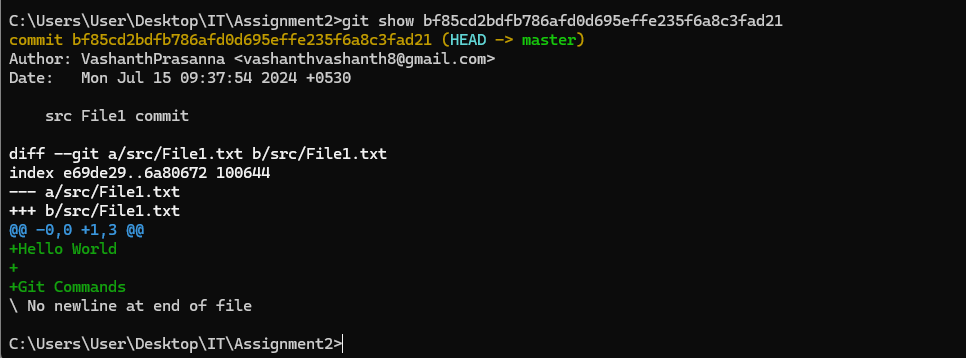 C:\Users\User\Desktop\IT\Assignment2>git show bf85cd2bdfb786afd0d695effe235f6a8c3fad21
commit bf85cd2bdfb786afd0d695effe235f6a8c3fad21 (HEAD -> master)
Author: VashanthPrasanna <vashanthvashanth8@gmail.com>
Date:   Mon Jul 15 09:37:54 2024 +0530
    src File1 commit
diff --git a/src/File1.txt b/src/File1.txt
index e69de29..6a80672 100644
--- a/src/File1.txt
+++ b/src/File1.txt
@@ -0,0 +1,3 @@
+Hello World
+
+Git Commands
\ No newline at end of file
C:\Users\User\Desktop\IT\Assignment2>